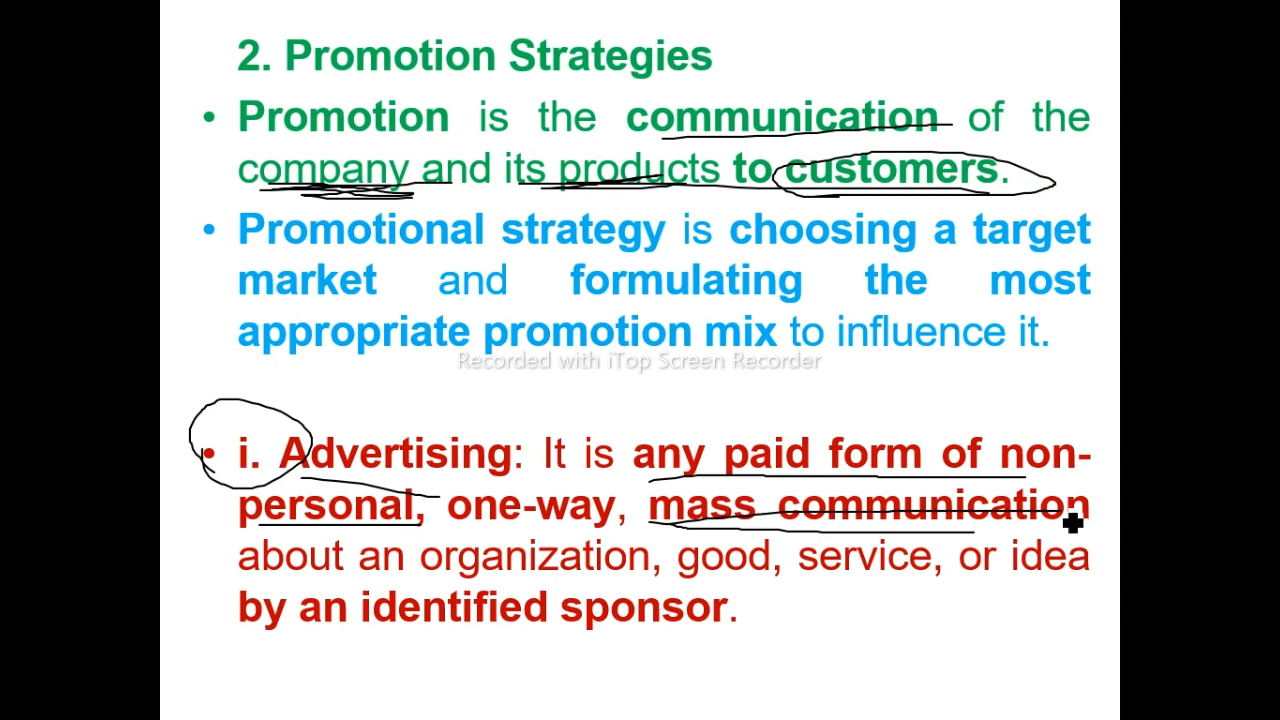 2. Promotion Strategies
• Promotion is the communication of the
company and its products to customers.
• Promotional strategy is choosing a target
market and formulating the most
appropriate promotion mix to influence it.
Recorded with iTop Screen Recorder
• i. Advertising: It is any paid form of non-
personal, one-way, mass communication
about an organization, good, service, or idea
by an identified sponsor.